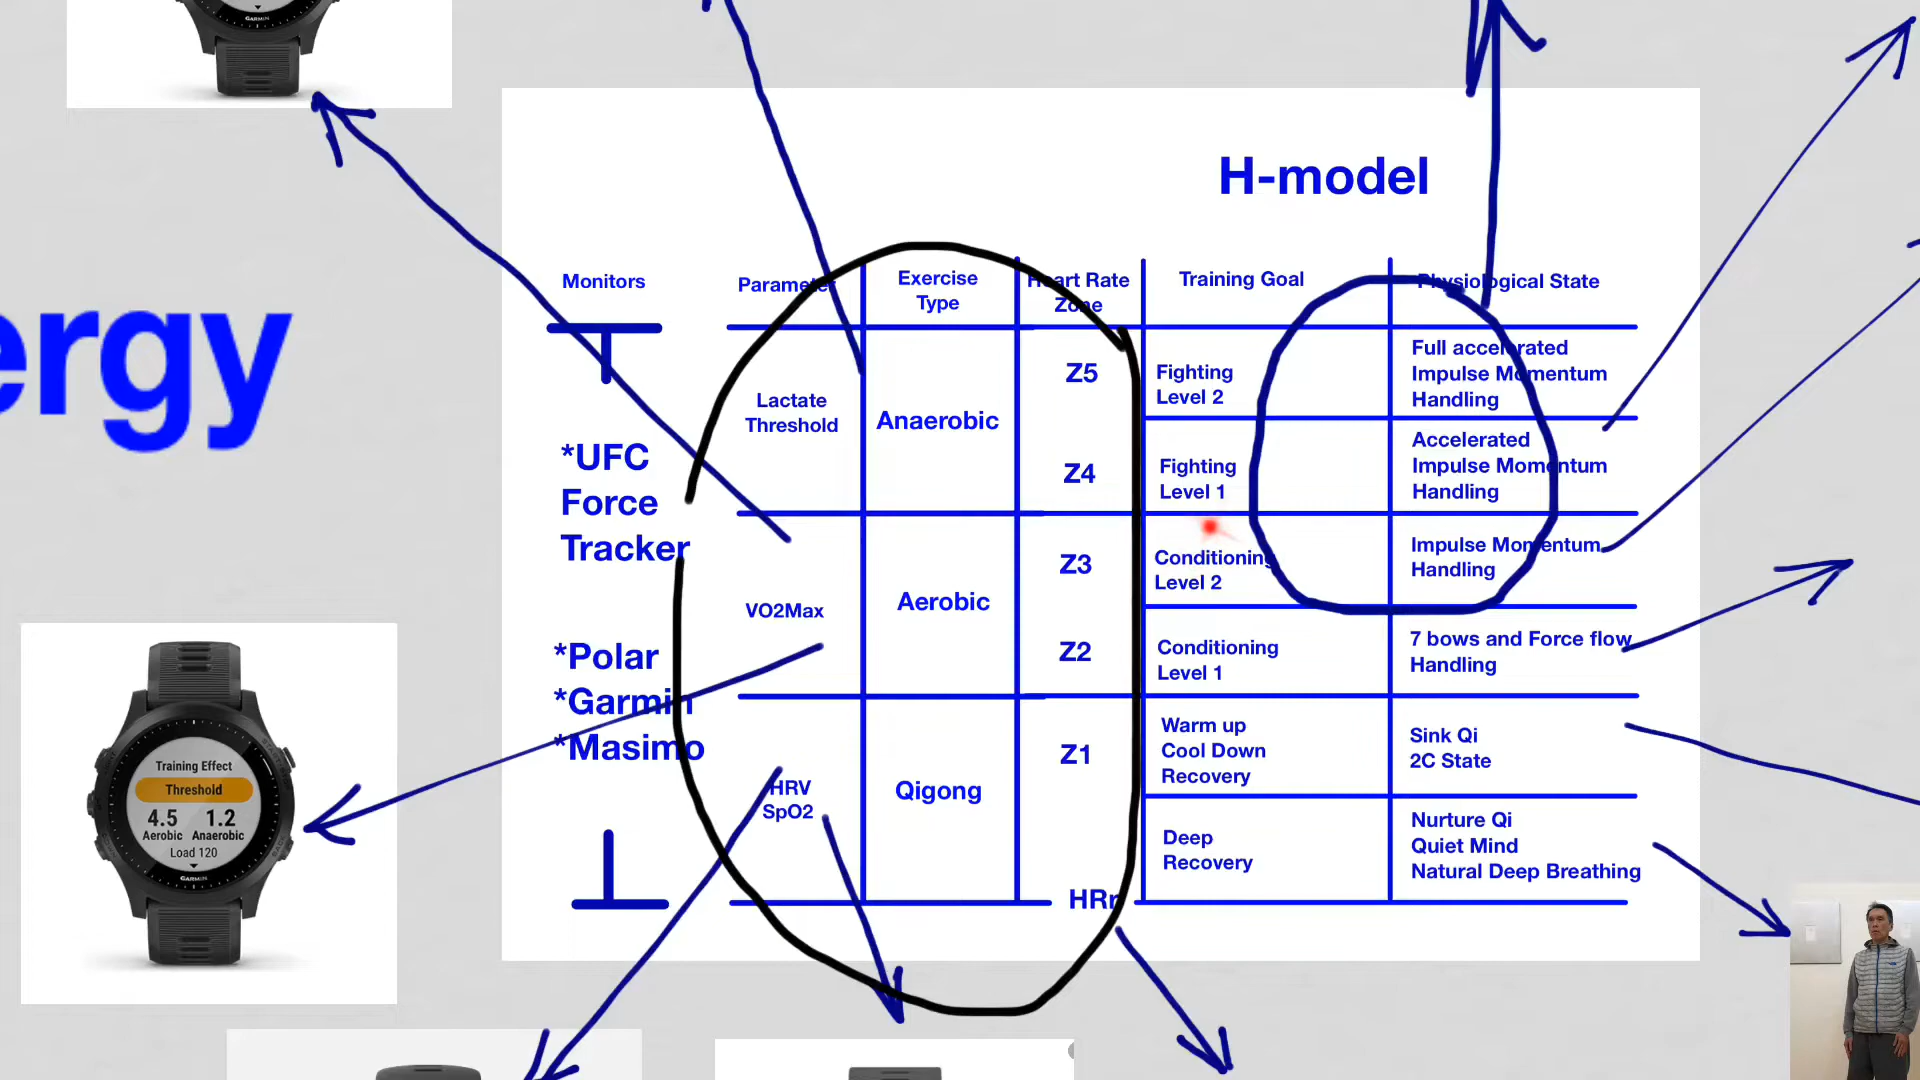 GARMIN
H-model
ergy
Monitors
Parameter
Exercise
Type
Heart Rate
Zone
Training Goal
Physiological State
*UFC
Force
Tracker
*Polar
*Garmin
*Masimo
Lactate
Threshold
VO2Max
HRV
SpO2
Anaerobic
Aerobic
Qigong
Z5
Z4
Z3
Z2
Z1
HRr
Fighting
Level 2
Fighting
Level 1
Conditioning
Level 2
Conditioning
Level 1
Warm up
Cool Down
Recovery
Deep
Recovery
Full accelerated
Impulse Momentum
Handling
Accelerated
Impulse Momentum
Handling
Impulse Momentum
Handling
7 bows and Force flow
Handling
Sink Qi
2C State
Nurture Qi
Quiet Mind
Natural Deep Breathing
Training Effect
Threshold
4.5 1.2
Aerobic Anaerobic
Load 120
GARMIN